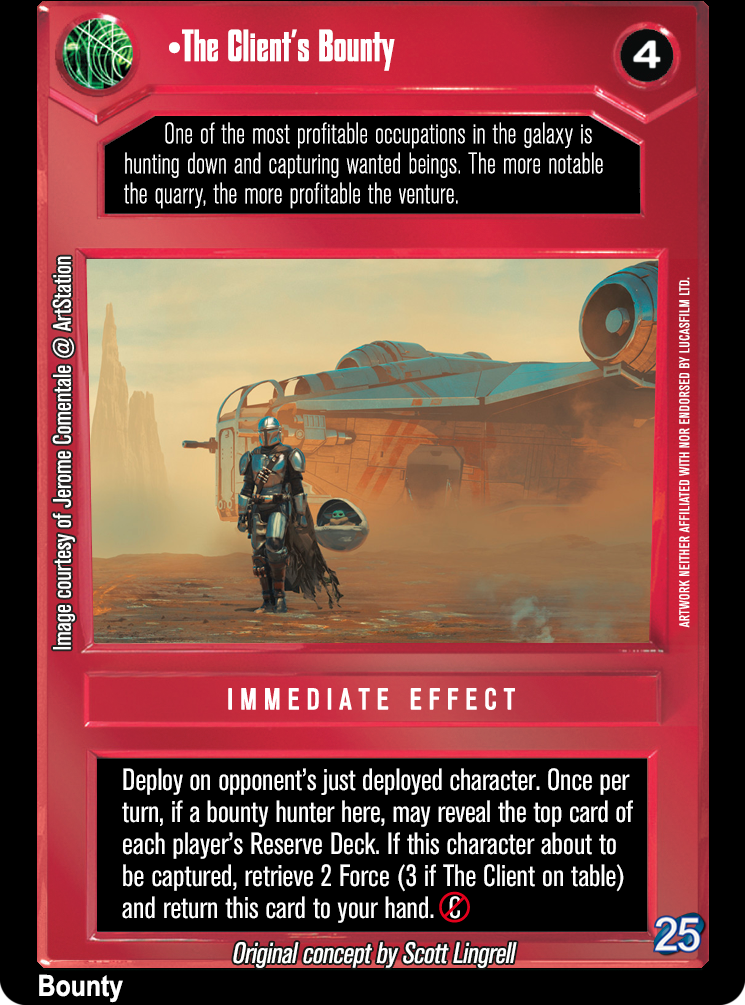 •The Client's Bounty
4
One of the most profitable occupations in the galaxy is
hunting down and capturing wanted beings. The more notable
the quarry, the more profitable the venture.
Image courtesy of Jerome Comentale @ ArtStation
ARTWORK NEITHER AFFILIATED WITH NOR ENDORSED BY LUCASFILM LTD.
IMMEDIATE EFFECT
Deploy on opponent's just deployed character. Once per
turn, if a bounty hunter here, may reveal the top card of
each player's Reserve Deck. If this character about to
be captured, retrieve 2 Force (3 if The Client on table)
and return this card to your hand. C
25
Original concept by Scott Lingrell
Bounty